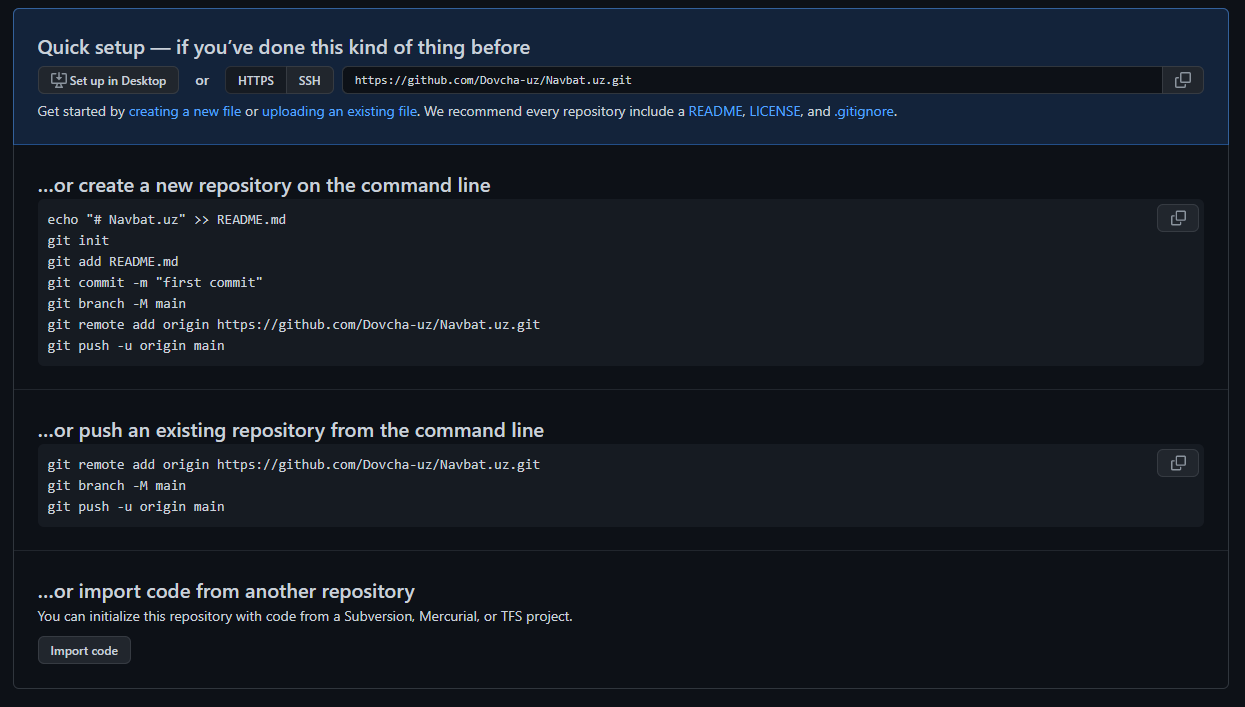 Quick setup — if you’ve done this kind of thing before
Set up in Desktop or HTTPS SSH https://github.com/Dovcha-uz/Navbat.uz.git
Get started by creating a new file or uploading an existing file. We recommend every repository include a README, LICENSE, and .gitignore.
…or create a new repository on the command line
echo "# Navbat.uz" >> README.md
git init
git add README.md
git commit -m "first commit"
git branch -M main
git remote add origin https://github.com/Dovcha-uz/Navbat.uz.git
git push -u origin main
…or push an existing repository from the command line
git remote add origin https://github.com/Dovcha-uz/Navbat.uz.git
git branch -M main
git push -u origin main
…or import code from another repository
You can initialize this repository with code from a Subversion, Mercurial, or TFS project.
Import code